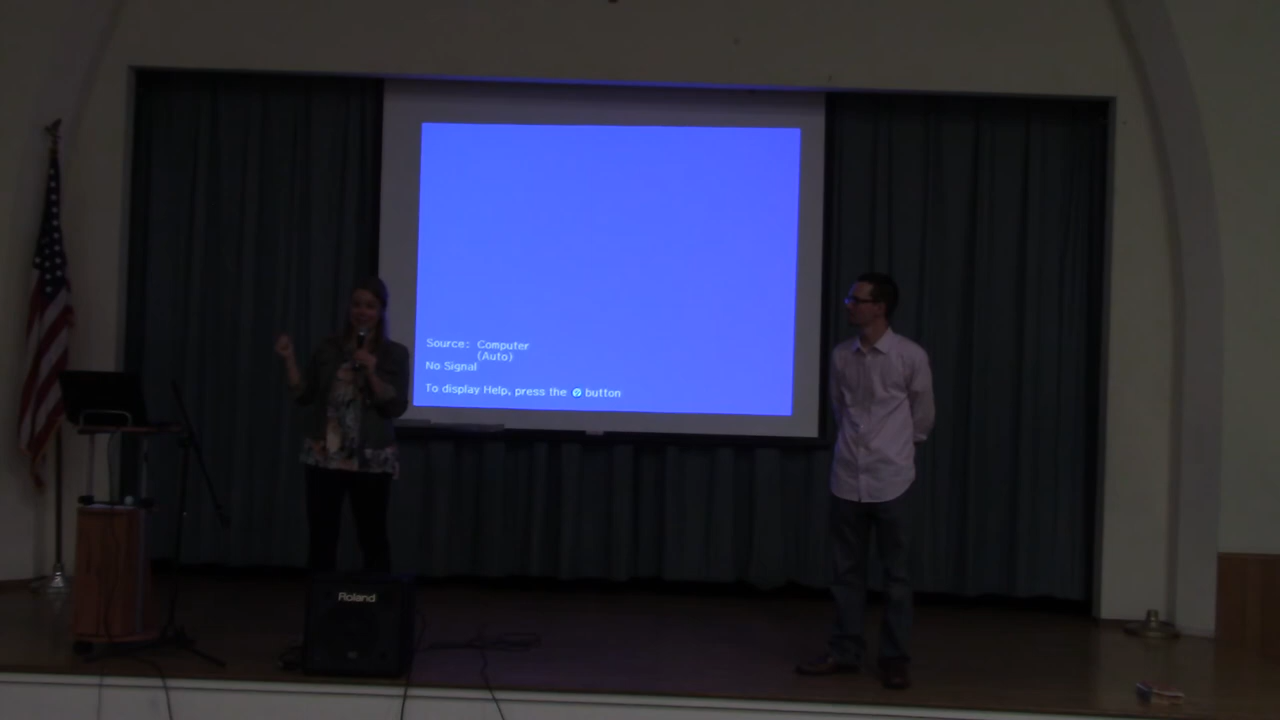 Source: Computer
(Auto)
No Signal
To display Help, press the button
Roland